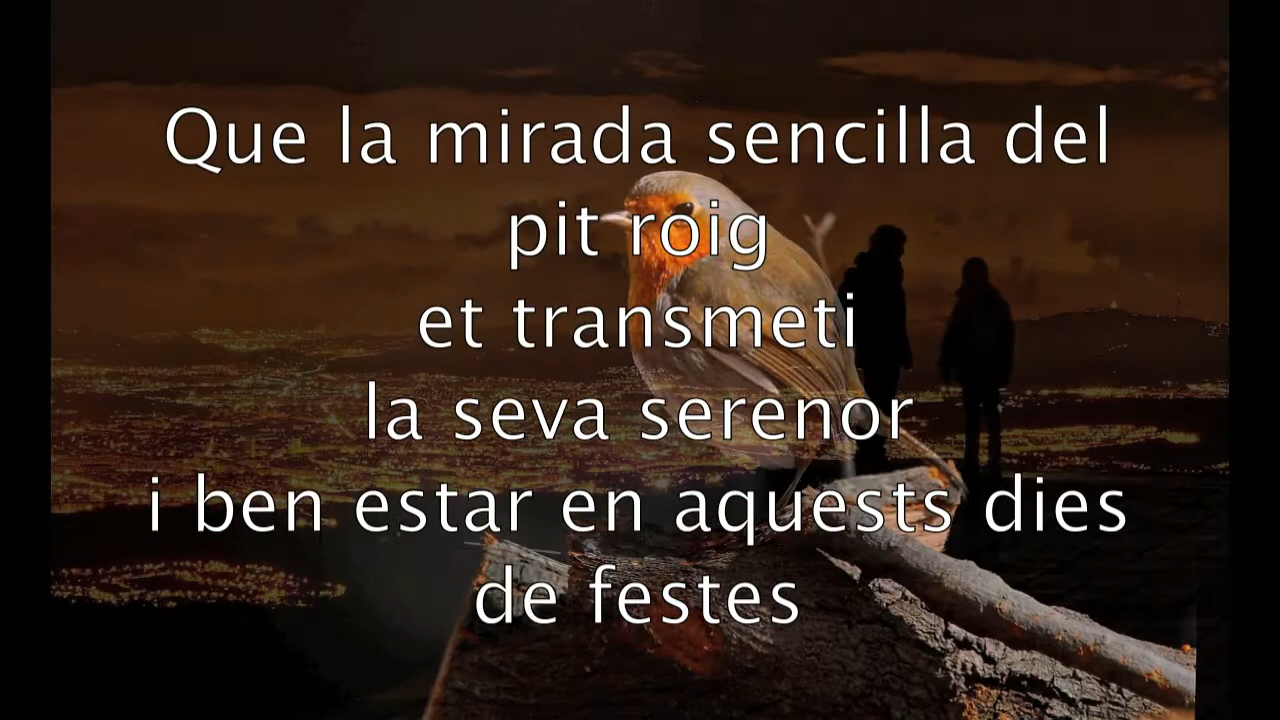 Que la mirada sencilla del
pit roig
et transmeti
la seva serenor
i ben estar en aquests dies
de festes